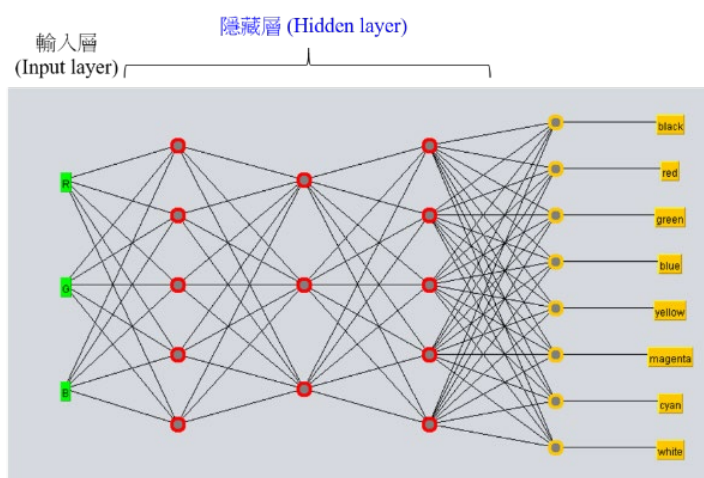 隱藏層 (Hidden layer)
輸入層
(Input layer)
R
G
B
black
red
green
blue
yellow
magenta
cyan
white